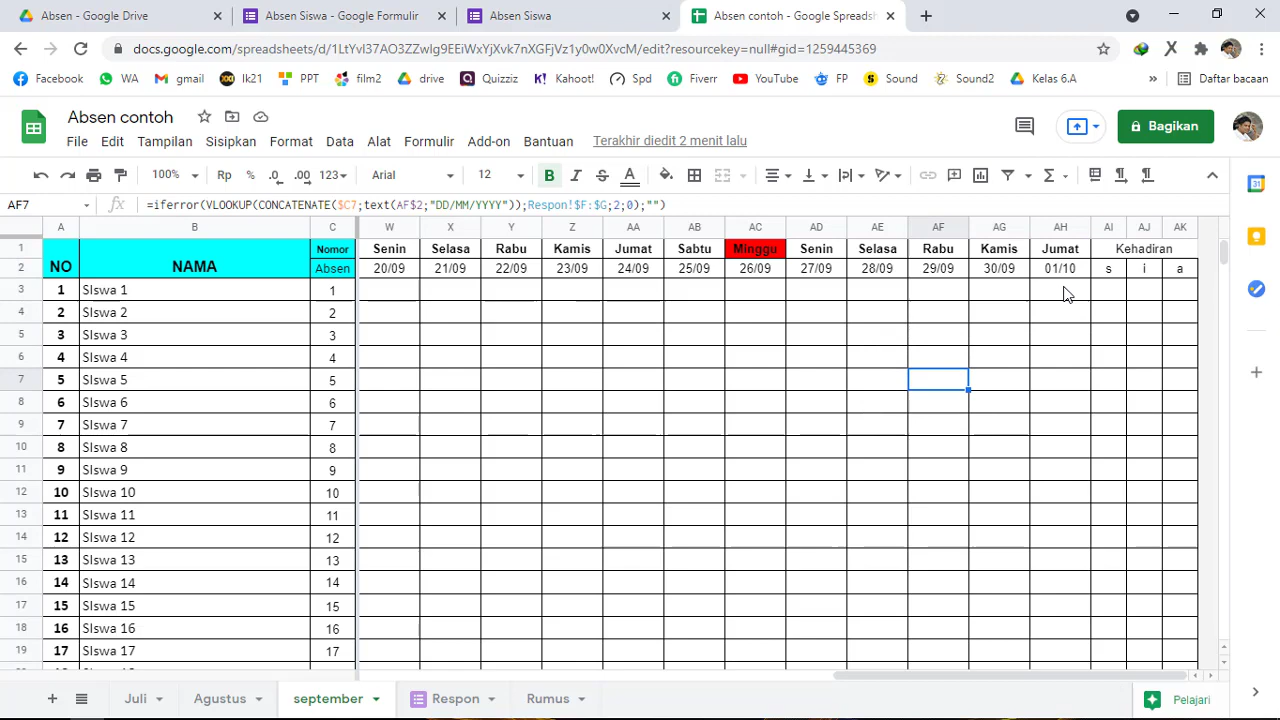 Absen - Google Drive
Absen Siswa - Google Formulir
Absen Siswa
Absen contoh - Google Spreadsh
docs.google.com/spreadsheets/d/1LtYvl37AO3ZZwIg9EEiWxYjXvk7nXGFjVz1y0w0XvcM/edit?resourcekey=null#gid=1259445369
Facebook WA gmail lk21 PPT film2 drive Quizziz Kahoot! Spd Fiverr YouTube FP Sound Sound2 Kelas 6.A » Daftar bacaan
Absen contoh
Bagikan
File Edit Tampilan Sisipkan Format Data Alat Formulir Add-on Bantuan Terakhir diedit 2 menit lalu
100% Rp % .0 .00 123 Arial 12 B I S A
AF7 fx =iferror(VLOOKUP(CONCATENATE($C7;text(AF$2;"DD/MM/YYYY"));Respon!$F:$G;2;0);"")
A B C W X Y Z AA AB AC AD AE AF AG AH AI AJ AK
1 NO NAMA Nomor Senin Selasa Rabu Kamis Jumat Sabtu Minggu Senin Selasa Rabu Kamis Jumat Kehadiran
2 Absen 20/09 21/09 22/09 23/09 24/09 25/09 26/09 27/09 28/09 29/09 30/09 01/10 s i a
3 1 SIswa 1 1
4 2 SIswa 2 2
5 3 SIswa 3 3
6 4 SIswa 4 4
7 5 SIswa 5 5
8 6 SIswa 6 6
9 7 SIswa 7 7
10 8 SIswa 8 8
11 9 SIswa 9 9
12 10 SIswa 10 10
13 11 SIswa 11 11
14 12 SIswa 12 12
15 13 SIswa 13 13
16 14 SIswa 14 14
17 15 SIswa 15 15
18 16 SIswa 16 16
19 17 SIswa 17 17
Juli Agustus september Respon Rumus Pelajari